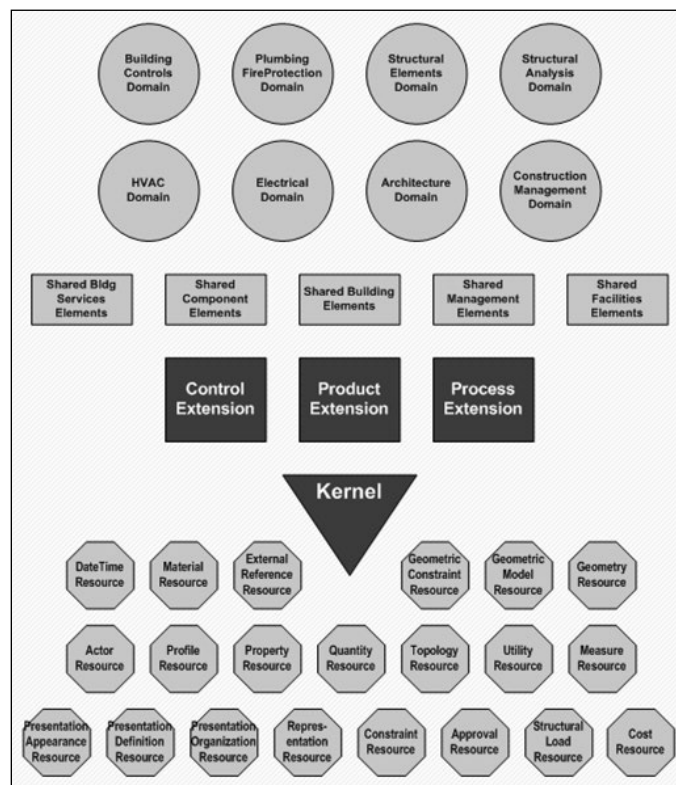 Building
Controls
Domain
Plumbing
FireProtection
Domain
Structural
Elements
Domain
Structural
Analysis
Domain
HVAC
Domain
Electrical
Domain
Architecture
Domain
Construction
Management
Domain
Shared Bldg
Services
Elements
Shared
Component
Elements
Shared Building
Elements
Shared
Management
Elements
Shared
Facilities
Elements
Control
Extension
Product
Extension
Process
Extension
Kernel
DateTime
Resource
Material
Resource
External
Reference
Resource
Geometric
Constraint
Resource
Geometric
Model
Resource
Geometry
Resource
Actor
Resource
Profile
Resource
Property
Resource
Quantity
Resource
Topology
Resource
Utility
Resource
Measure
Resource
Presentation
Appearance
Resource
Presentation
Definition
Resource
Presentation
Organization
Resource
Repres-
entation
Resource
Constraint
Resource
Approval
Resource
Structural
Load
Resource
Cost
Resource